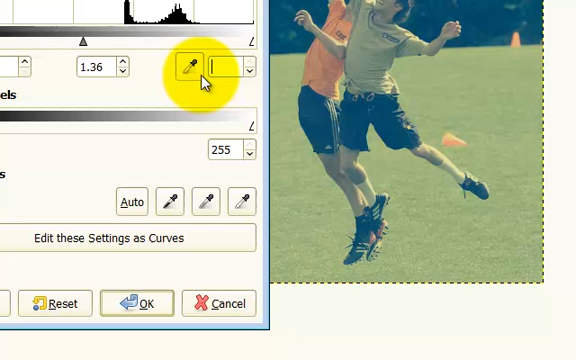 1.36
els
255
s
Auto
Edit these Settings as Curves
Reset
OK
Cancel